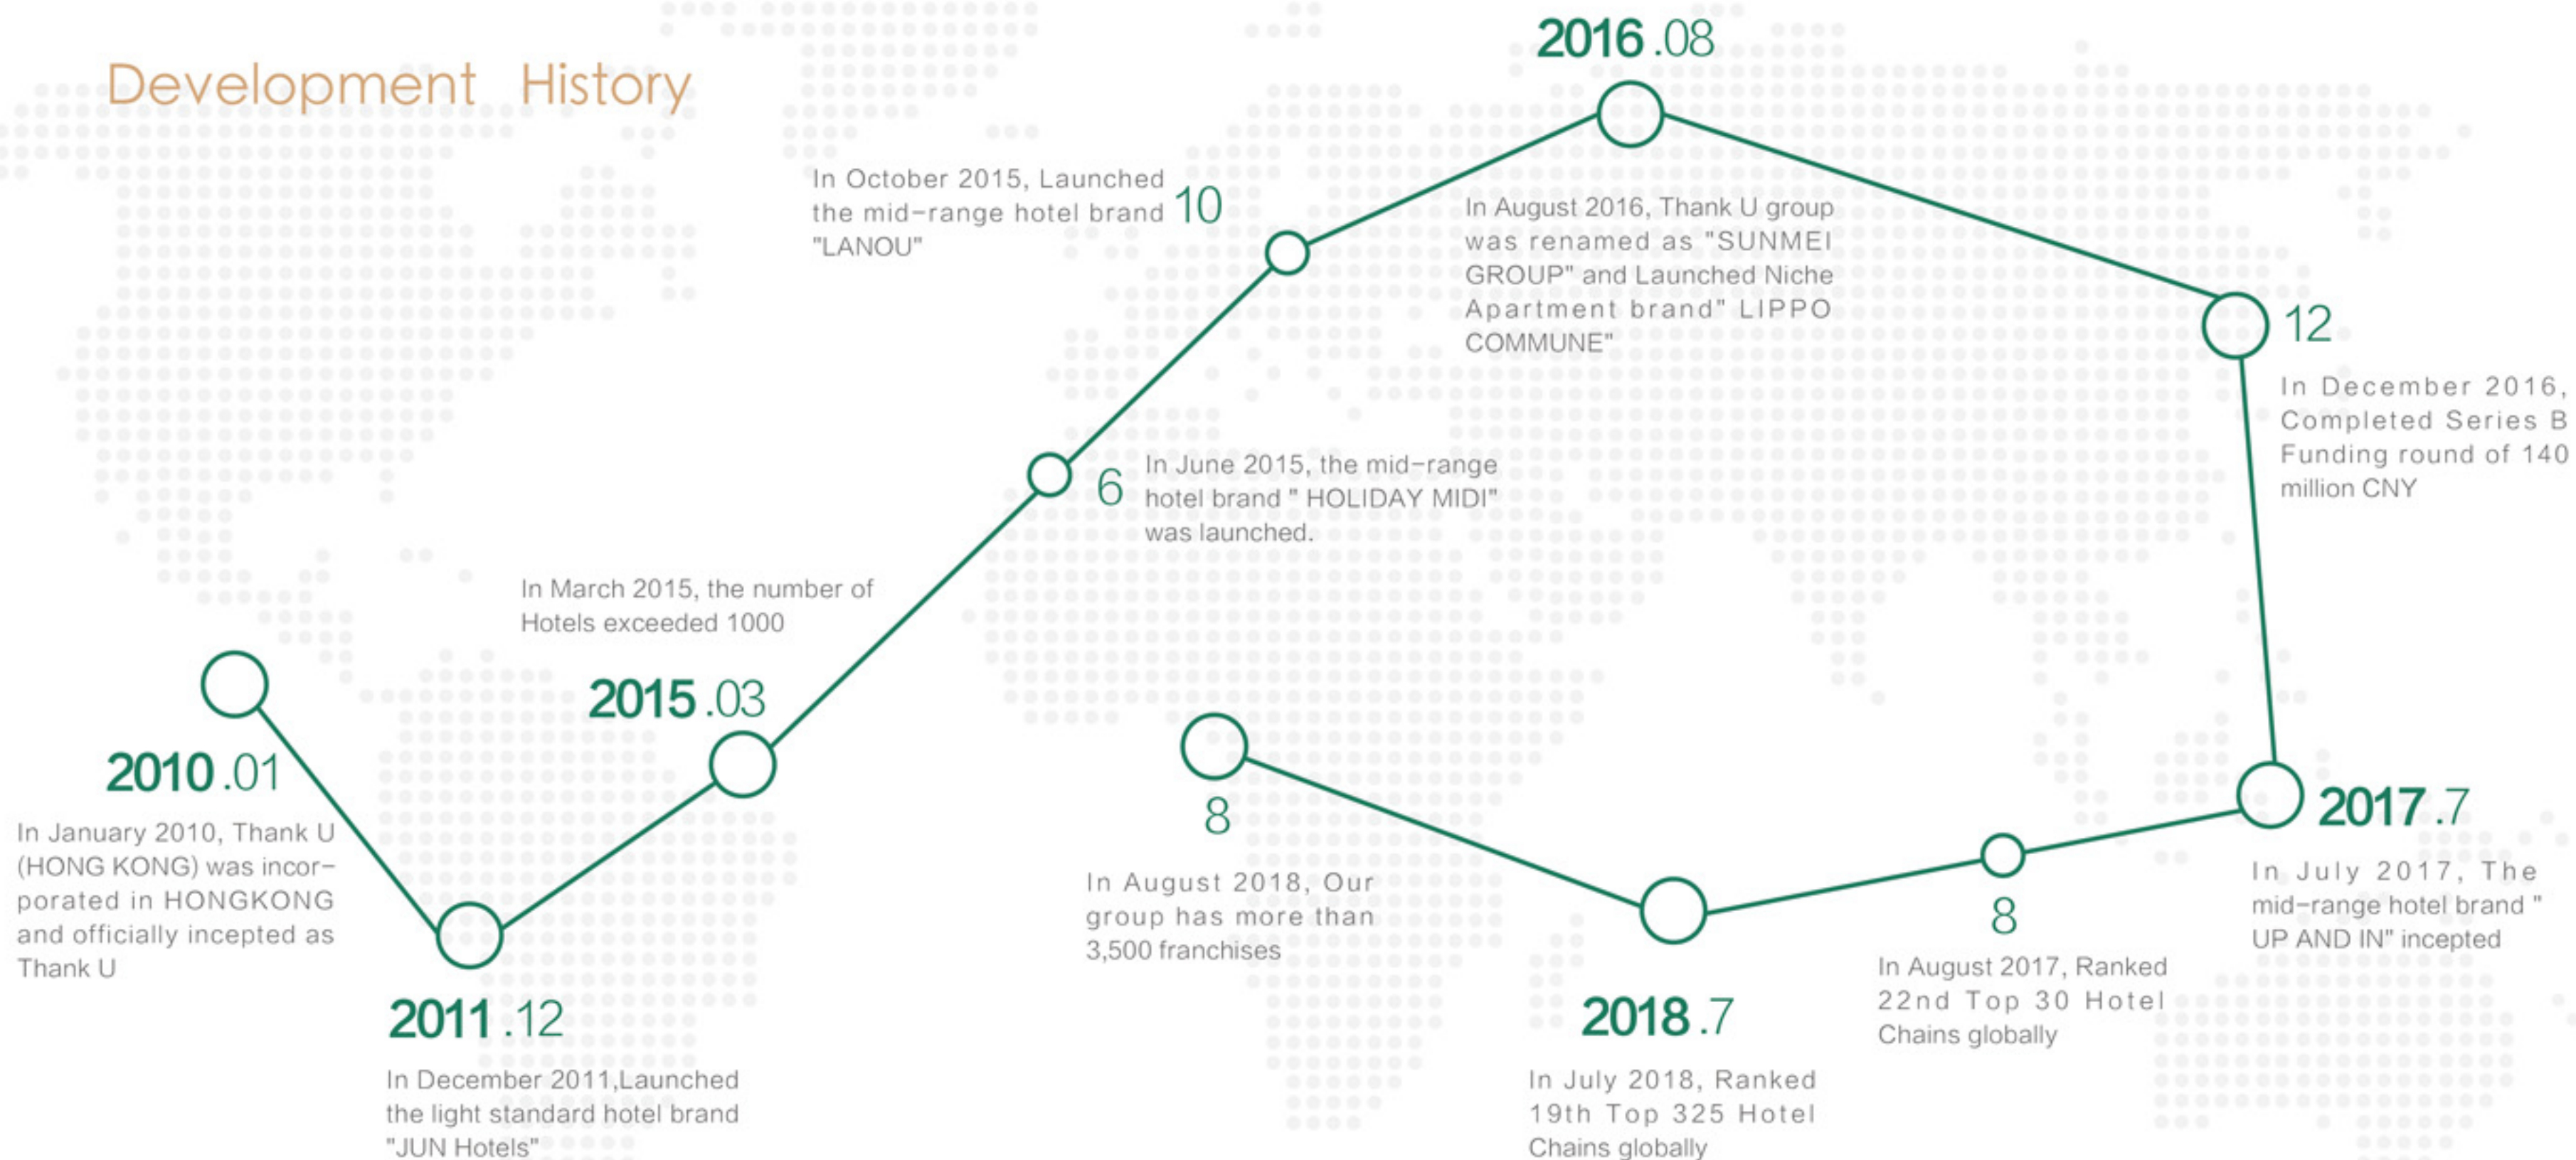 Development History
2010.01
In January 2010, Thank U
(HONG KONG) was incor-
porated in HONGKONG
and officially incepted as
Thank U
2011.12
In December 2011,Launched
the light standard hotel brand
"JUN Hotels"
In March 2015, the number of
Hotels exceeded 1000
2015.03
6
In June 2015, the mid-range
hotel brand " HOLIDAY MIDI"
was launched.
In October 2015, Launched
the mid-range hotel brand
"LANOU"
10
2016.08
In August 2016, Thank U group
was renamed as "SUNMEI
GROUP" and Launched Niche
Apartment brand" LIPPO
COMMUNE"
12
In December 2016,
Completed Series B
Funding round of 140
million CNY
2017.7
In July 2017, The
mid-range hotel brand "
UP AND IN" incepted
8
In August 2017, Ranked
22nd Top 30 Hotel
Chains globally
2018.7
In July 2018, Ranked
19th Top 325 Hotel
Chains globally
8
In August 2018, Our
group has more than
3,500 franchises